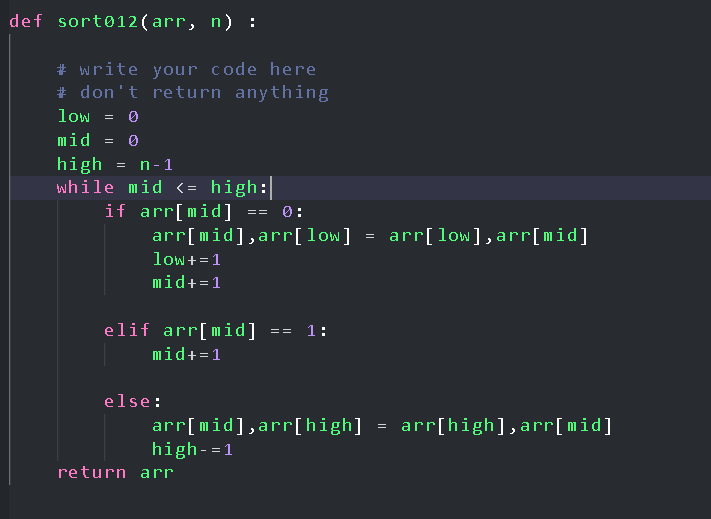 def sort012(arr, n) :
# write your code here
# don't return anything
low = 0
mid = 0
high = n-1
while mid <= high:
if arr[mid] == 0:
arr[mid],arr[low] = arr[low],arr[mid]
low+=1
mid+=1
elif arr[mid] == 1:
mid+=1
else:
arr[mid],arr[high] = arr[high],arr[mid]
high-=1
return arr